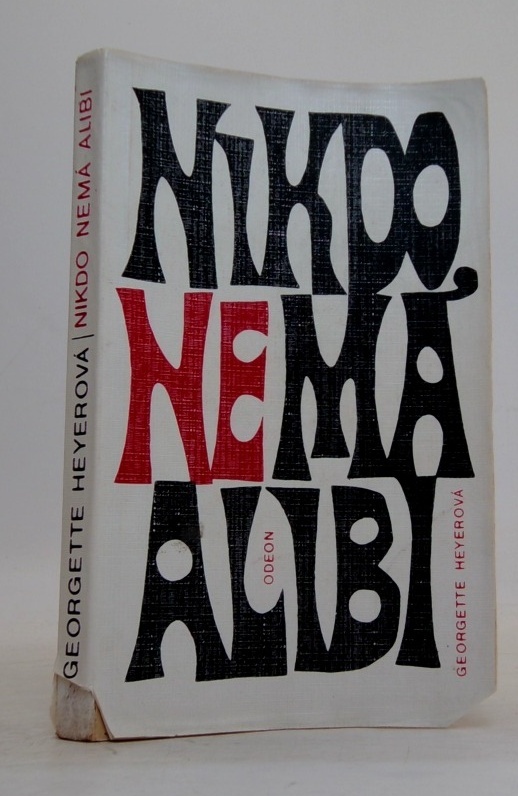 GEORGETTE HEYEROVÁ | NIKDO NEMÁ ALIBI
NIKDO
NEMÁ
ALIBI
ODEON
GEORGETTE HEYEROVÁ